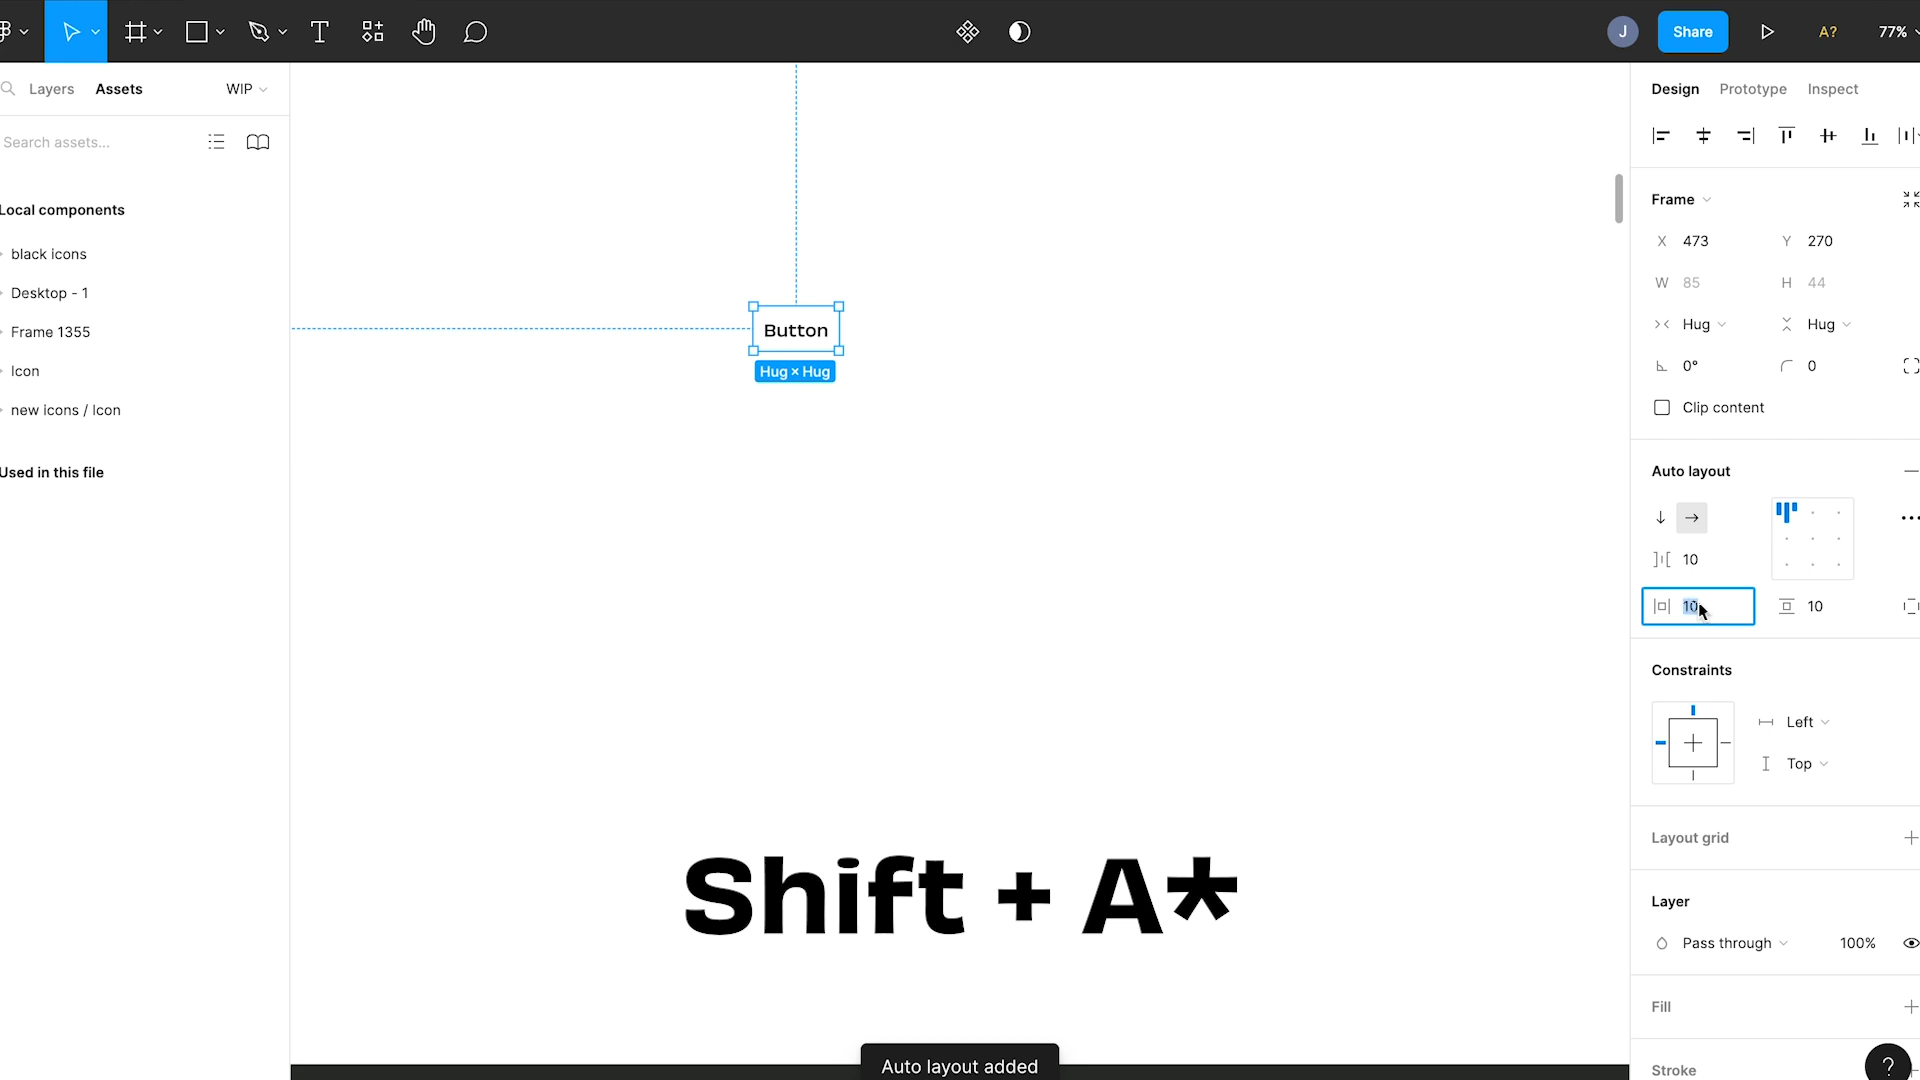 J
Share
A?
77%
Layers
Assets
WIP
Search assets...
Local components
black icons
Desktop - 1
Frame 1355
Icon
new icons / Icon
Used in this file
Button
Hug × Hug
Shift + A*
Auto layout added
Design
Prototype
Inspect
Frame
X 473
Y 270
W 85
H 44
Hug
Hug
0°
0
Clip content
Auto layout
10
10
10
Constraints
Left
Top
Layout grid
Layer
Pass through
100%
Fill
Stroke
?